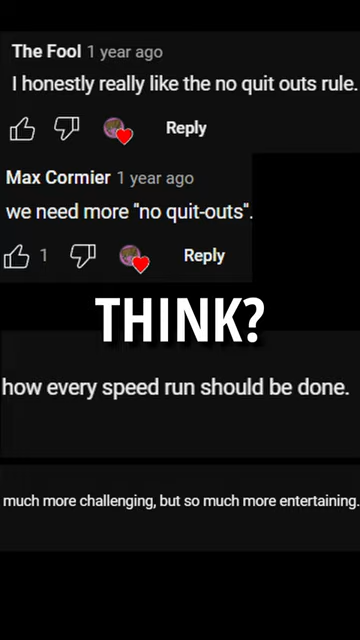 The Fool 1 year ago
I honestly really like the no quit outs rule.
Reply
Max Cormier 1 year ago
we need more "no quit-outs".
1 Reply
THINK?
how every speed run should be done.
much more challenging, but so much more entertaining.